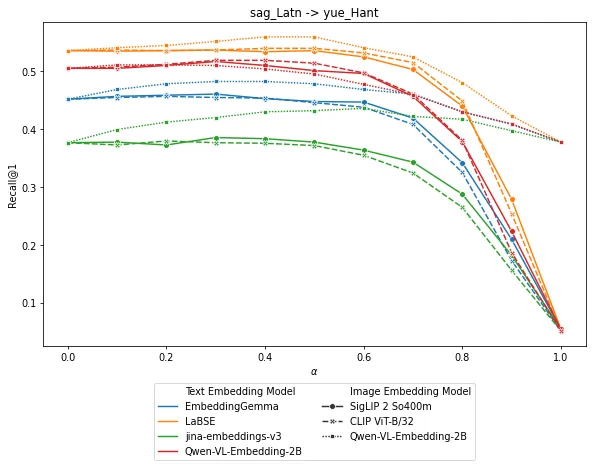 sag_Latn -> yue_Hant
Recall@1
0.5
0.4
0.3
0.2
0.1
0.0 0.2 0.4 0.6 0.8 1.0
α
Text Embedding Model Image Embedding Model
EmbeddingGemma SigLIP 2 So400m
LaBSE CLIP ViT-B/32
jina-embeddings-v3 Qwen-VL-Embedding-2B
Qwen-VL-Embedding-2B